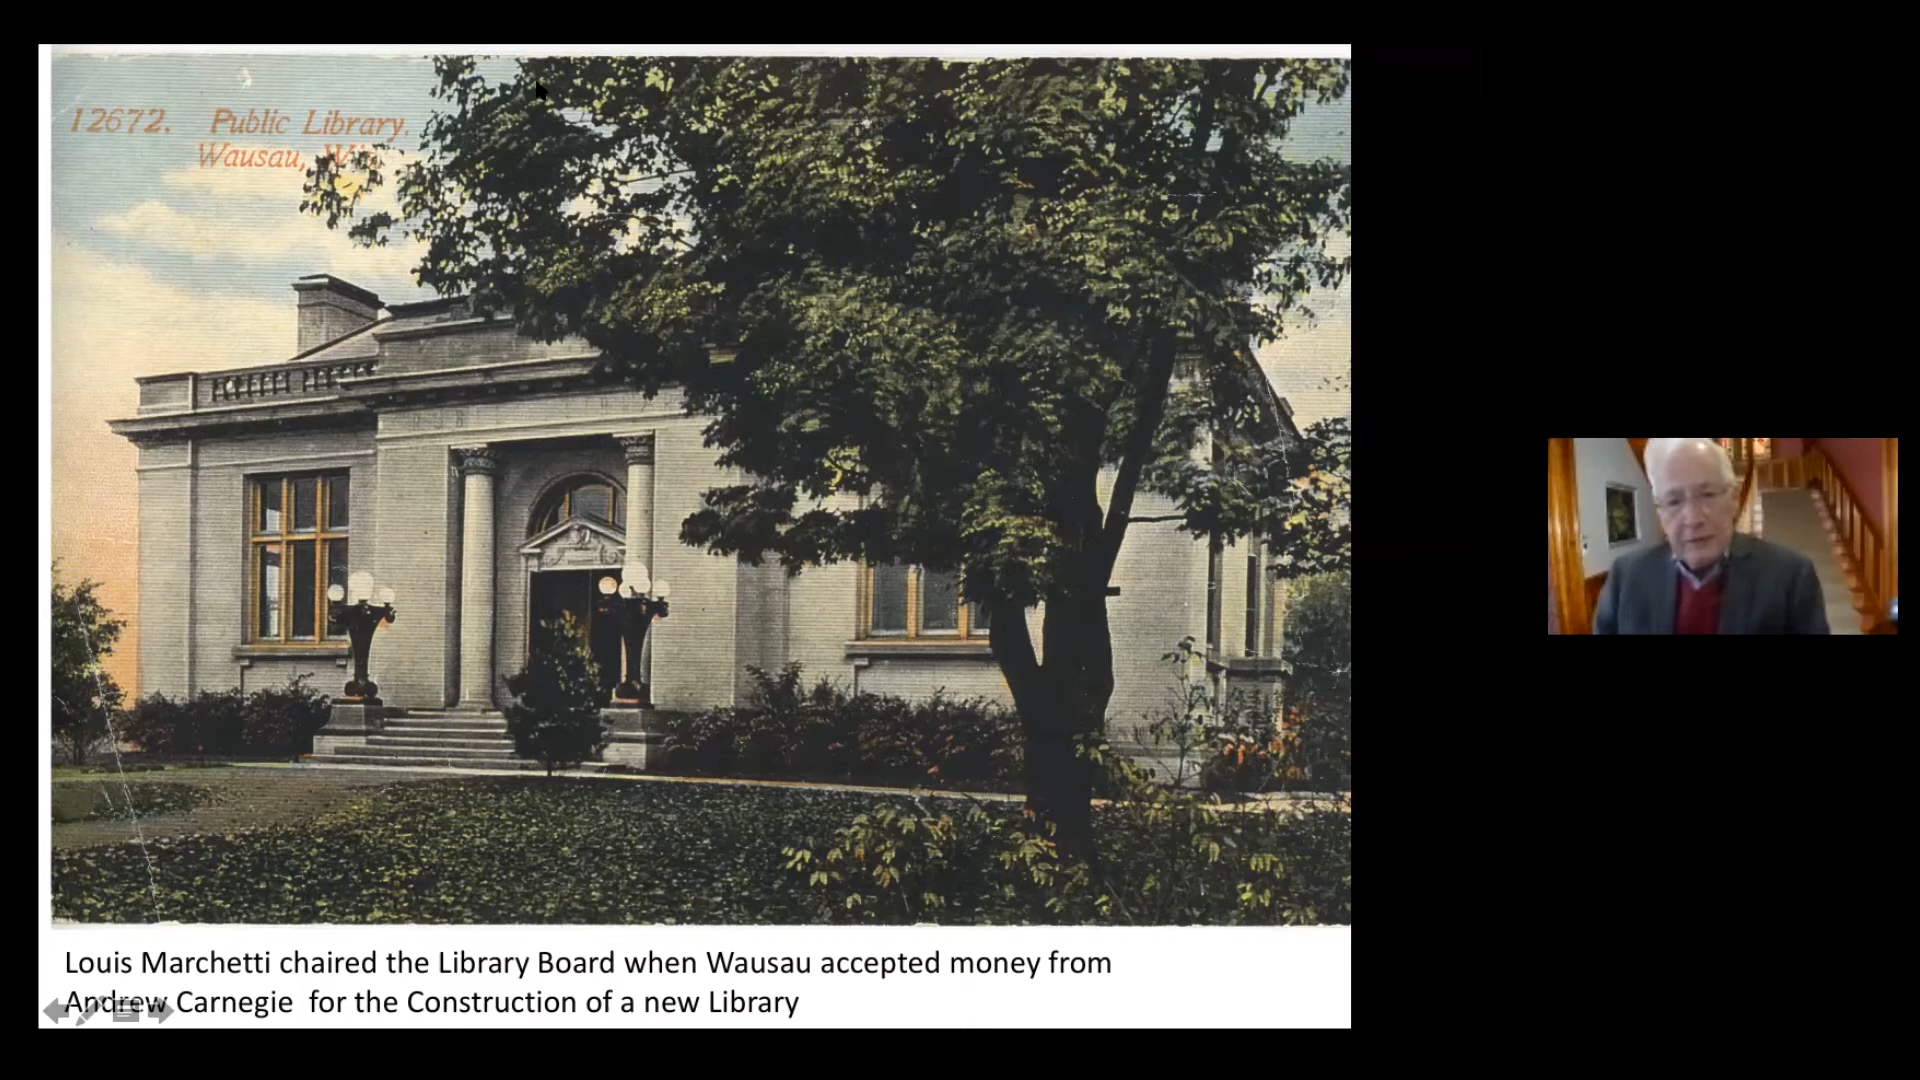 12672. Public Library.
Wausau, Wis.
Louis Marchetti chaired the Library Board when Wausau accepted money from
Andrew Carnegie for the Construction of a new Library